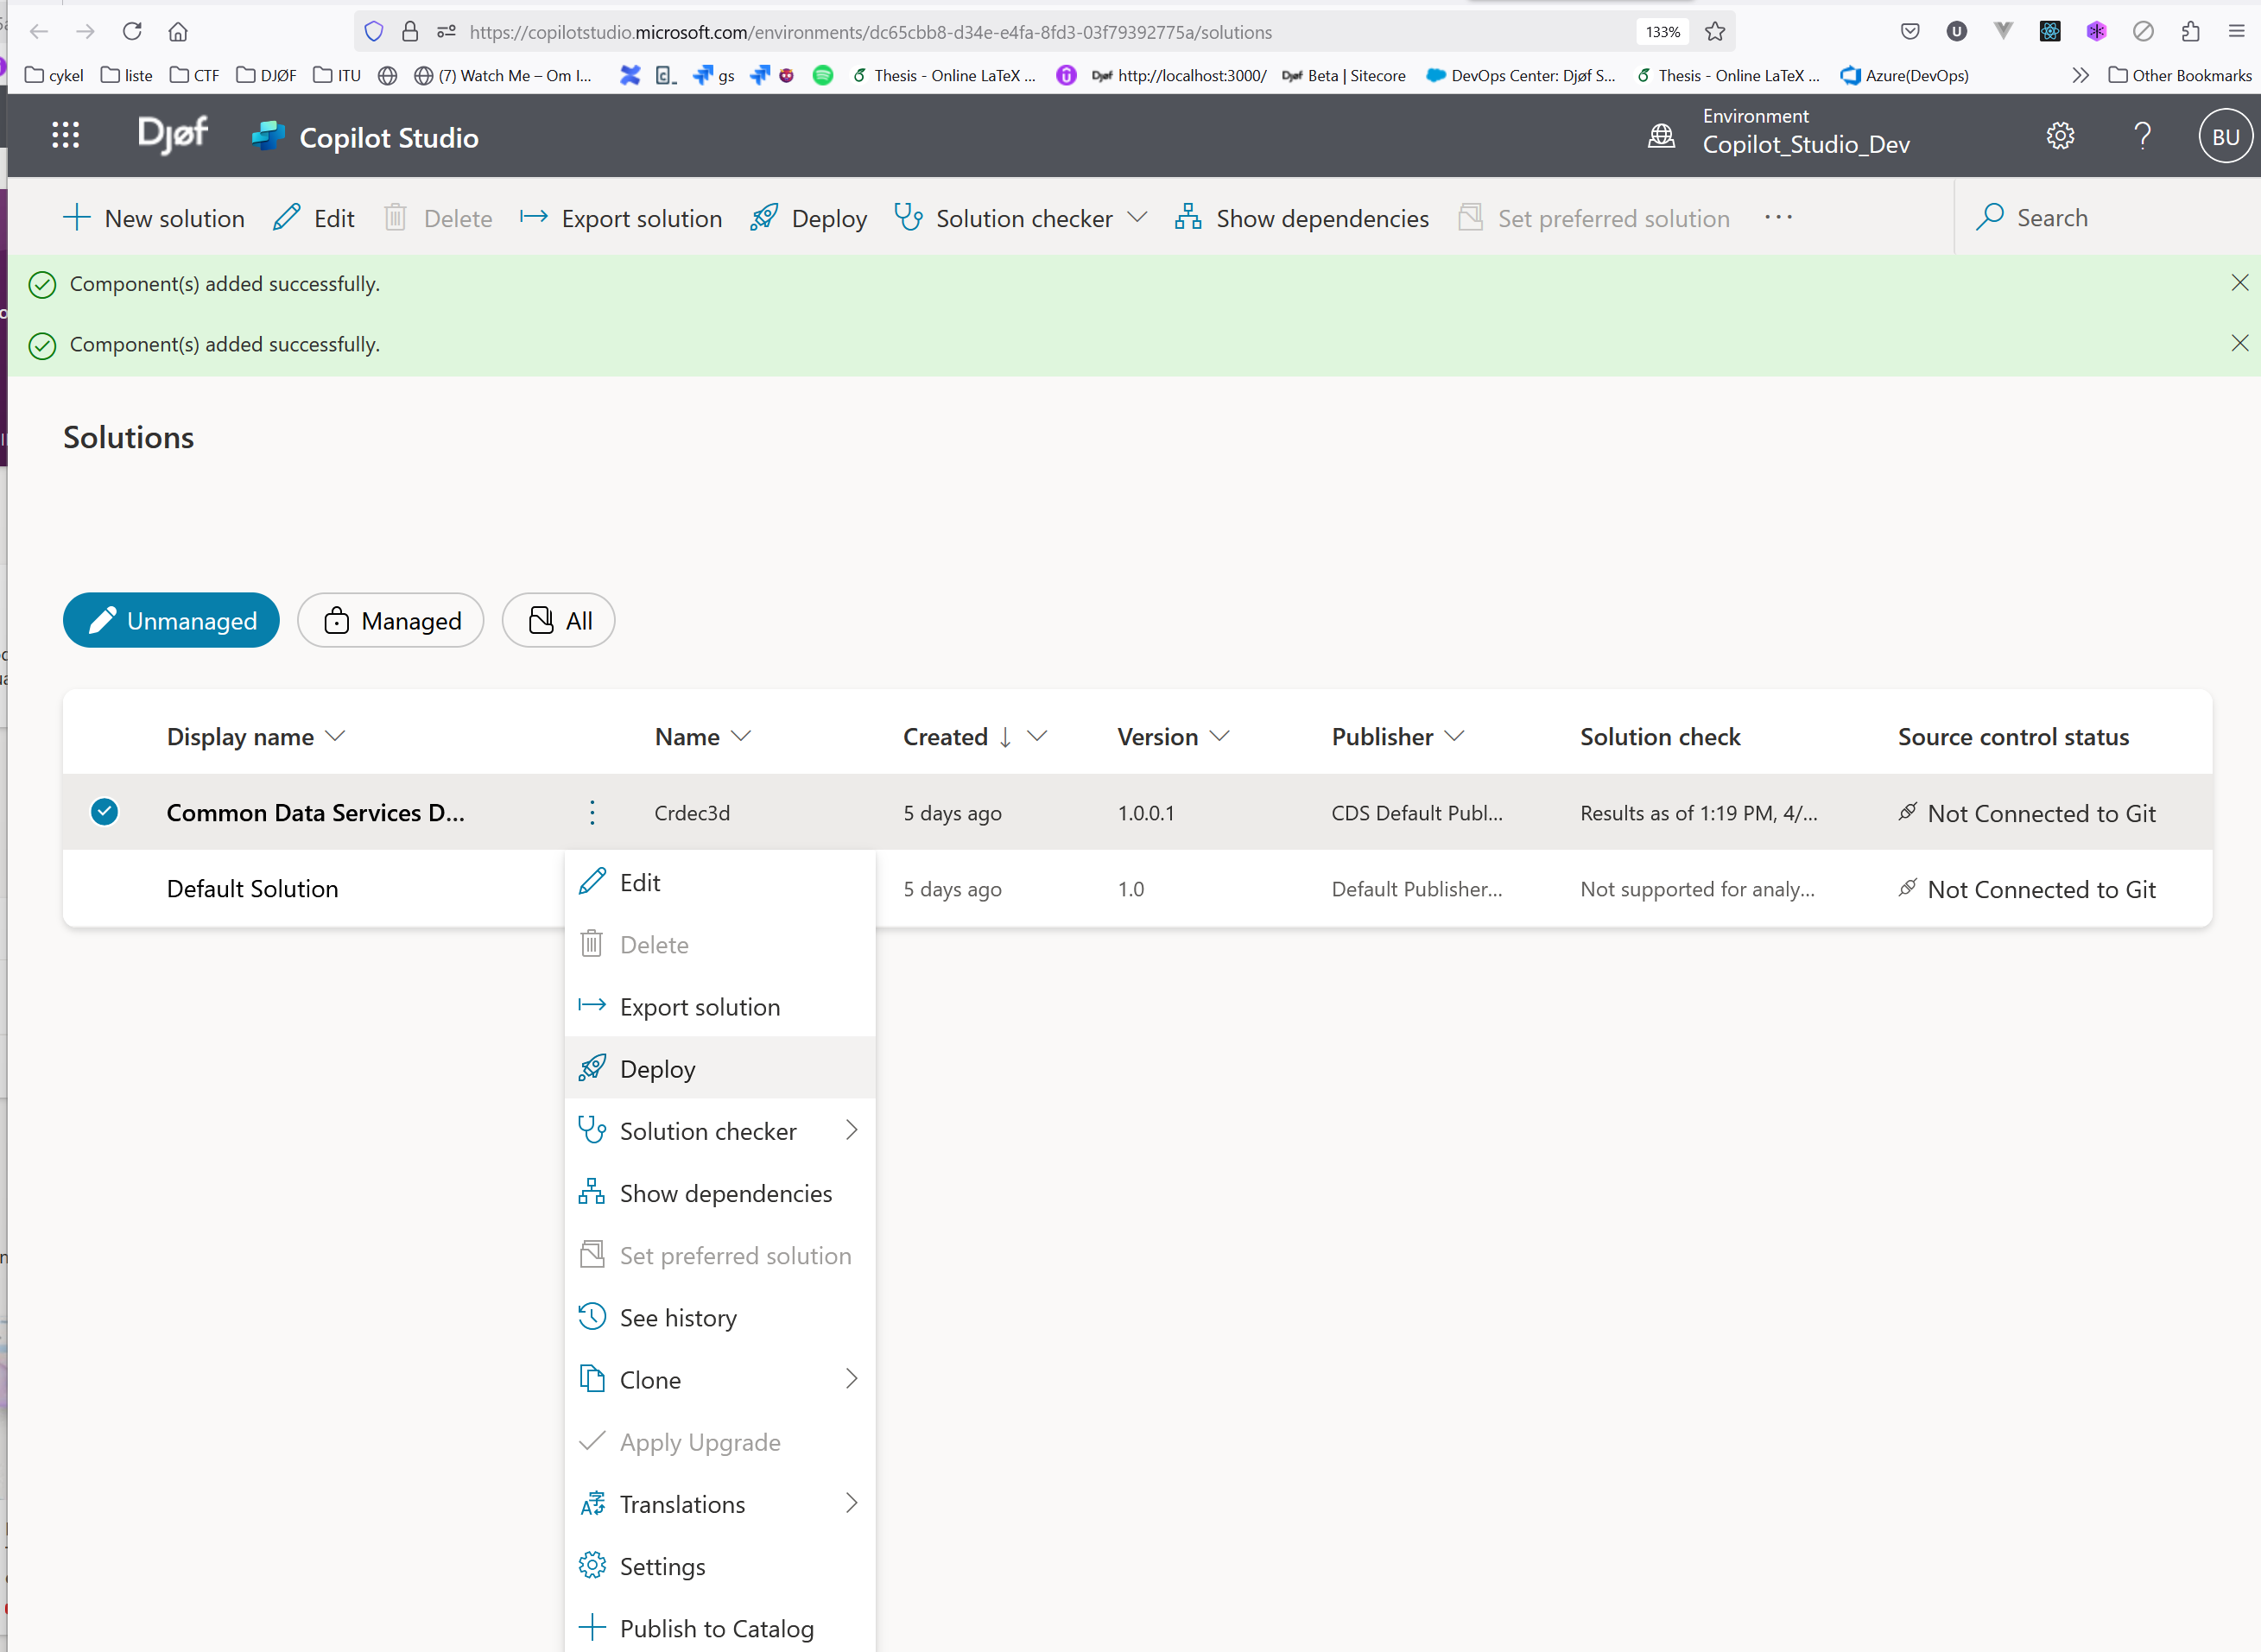 https://copilotstudio.microsoft.com/environments/dc65cbb8-d34e-e4fa-8fd3-03f79392775a/solutions
133%
cykel
liste
CTF
DJØF
ITU
(7) Watch Me – Om I...
gs
Thesis - Online LaTeX ...
Djøf http://localhost:3000/
Djøf Beta | Sitecore
DevOps Center: Djøf S...
Thesis - Online LaTeX ...
Azure(DevOps)
Other Bookmarks
Djøf
Copilot Studio
Environment
Copilot_Studio_Dev
BU
New solution
Edit
Delete
Export solution
Deploy
Solution checker
Show dependencies
Set preferred solution
Search
Component(s) added successfully.
Component(s) added successfully.
Solutions
Unmanaged
Managed
All
Display name
Name
Created
Version
Publisher
Solution check
Source control status
Common Data Services D...
Crdec3d
5 days ago
1.0.0.1
CDS Default Publ...
Results as of 1:19 PM, 4/...
Not Connected to Git
Default Solution
5 days ago
1.0
Default Publisher...
Not supported for analy...
Not Connected to Git
Edit
Delete
Export solution
Deploy
Solution checker
Show dependencies
Set preferred solution
See history
Clone
Apply Upgrade
Translations
Settings
Publish to Catalog